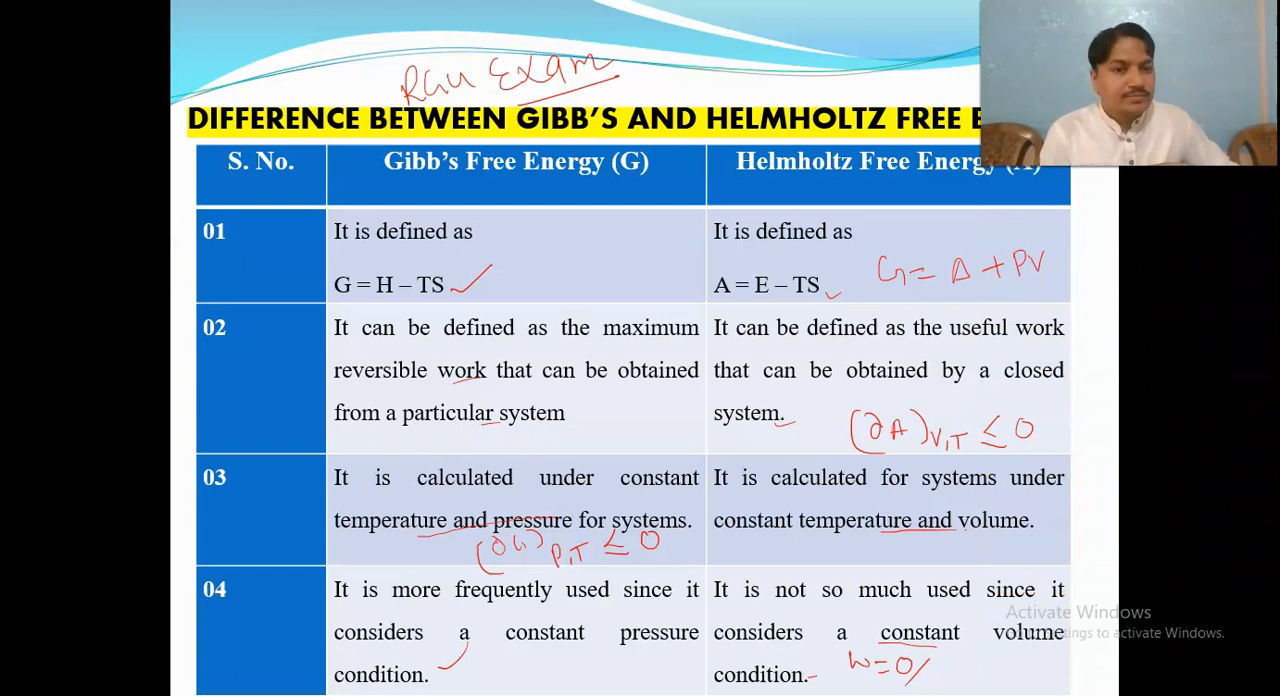 RGU Exam
DIFFERENCE BETWEEN GIBB'S AND HELMHOLTZ FREE E
S. No.
Gibb's Free Energy (G)
Helmholtz Free Energy (A)
01
It is defined as
G = H – TS
It is defined as
A = E – TS
G = A + PV
02
It can be defined as the maximum
reversible work that can be obtained
from a particular system
It can be defined as the useful work
that can be obtained by a closed
system.
(∂A)V,T ≤ 0
03
It is calculated under constant
temperature and pressure for systems.
(∂G)P,T ≤ 0
It is calculated for systems under
constant temperature and volume.
04
It is more frequently used since it
considers a constant pressure
condition.
It is not so much used since it
considers a constant volume
condition.
W=0
Activate Windows
to activate Windows.